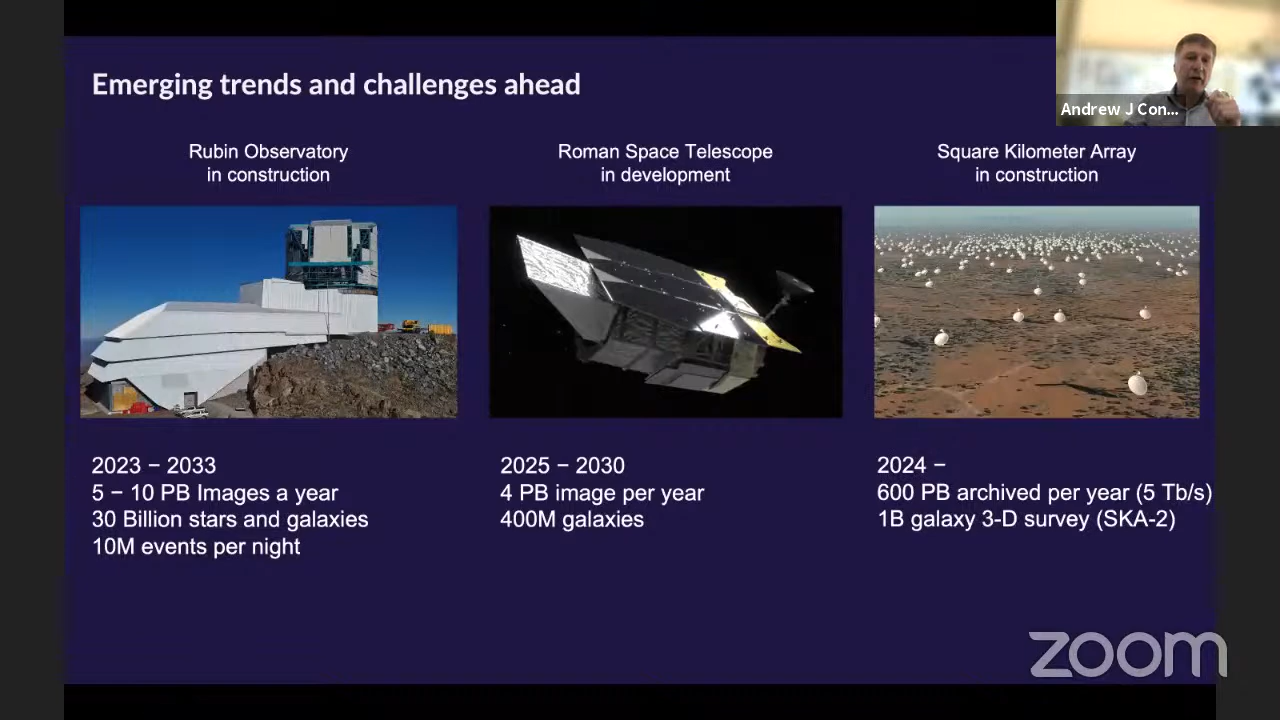 Emerging trends and challenges ahead
Andrew J Con...
Rubin Observatory
in construction
Roman Space Telescope
in development
Square Kilometer Array
in construction
2023 – 2033
5 – 10 PB Images a year
30 Billion stars and galaxies
10M events per night
2025 – 2030
4 PB image per year
400M galaxies
2024 –
600 PB archived per year (5 Tb/s)
1B galaxy 3-D survey (SKA-2)
zoom